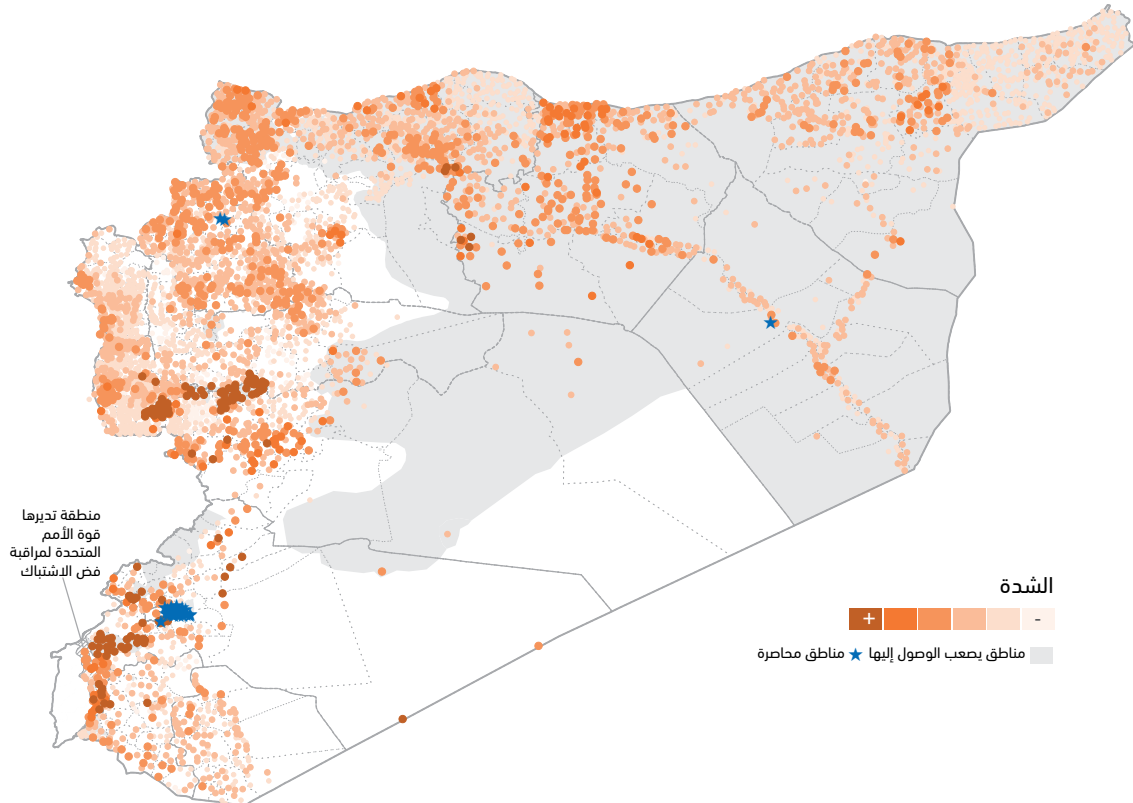 منطقة تديرها
قوة الأمم
المتحدة لمراقبة
فض الاشتباك
الشدة
+ -
مناطق يصعب الوصول إليها ★ مناطق محاصرة